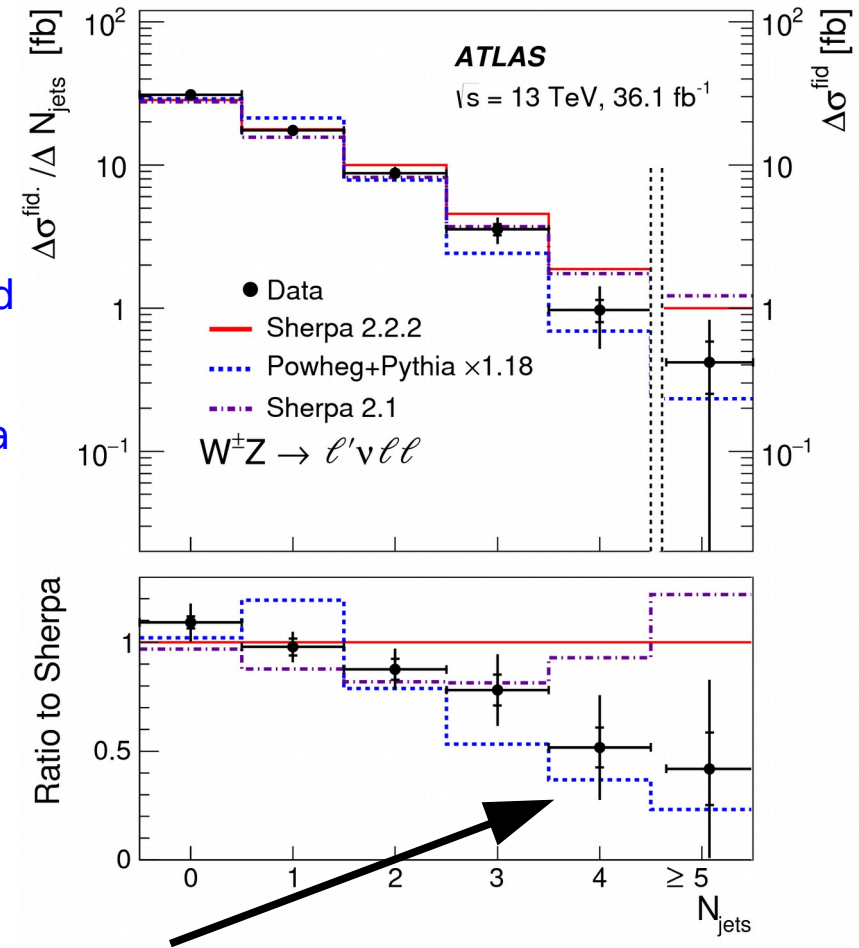 10² 10²
Δσ^fid. /Δ N_jets [fb]
Δσ^fid [fb]
ATLAS
√s = 13 TeV, 36.1 fb⁻¹
10 10
d
Data
1 1
Sherpa 2.2.2
Powheg+Pythia ×1.18
Sherpa 2.1
a
W±Z → ℓ′νℓℓ
10⁻¹ 10⁻¹
Ratio to Sherpa
1
0.5
0
0 1 2 3 4 ≥ 5
N_jets